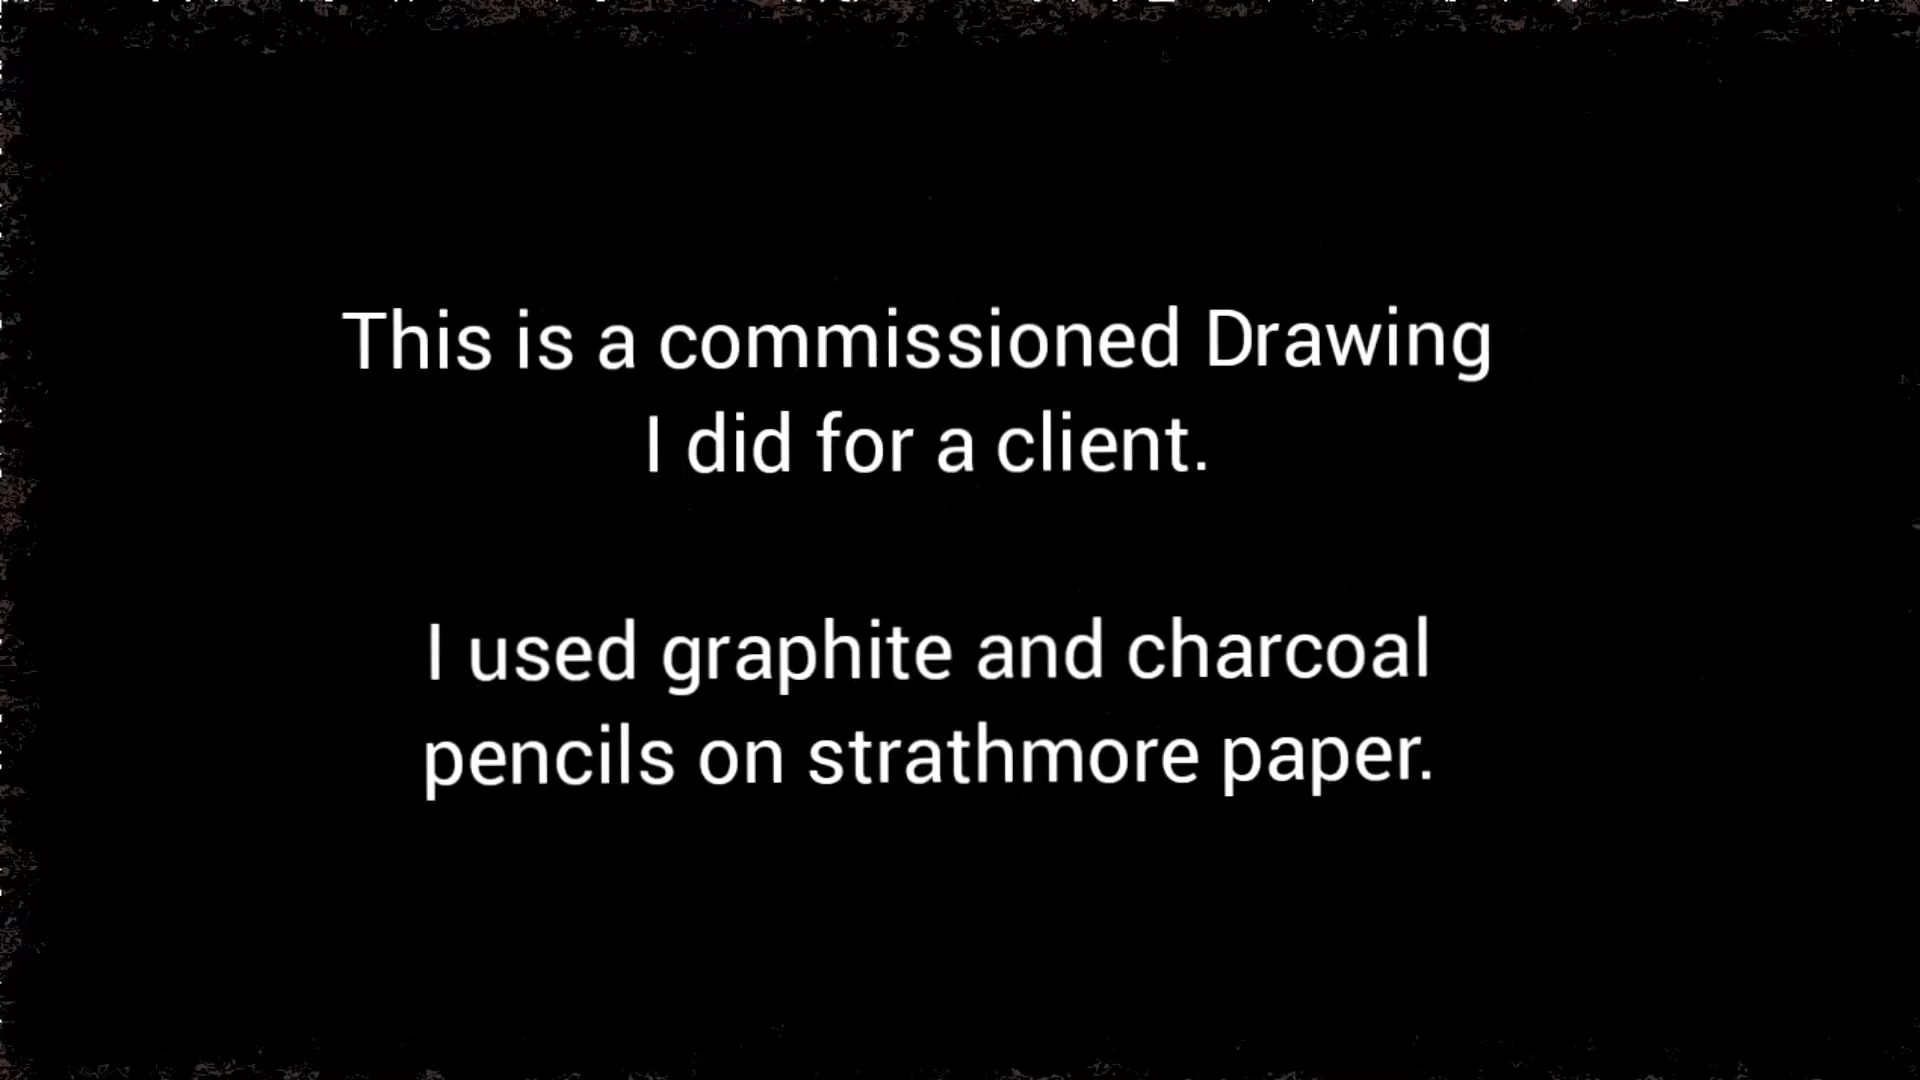 This is a commissioned Drawing
I did for a client.
I used graphite and charcoal
pencils on strathmore paper.